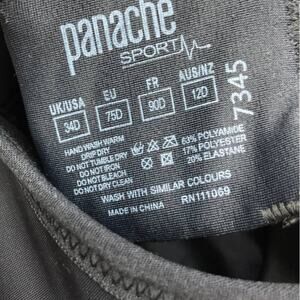 panache
SPORT
UK/USA EU FR AUS/NZ
34D 75D 90D 12D
7345
HAND WASH WARM
DRIP DRY
DO NOT TUMBLE DRY
DO NOT IRON
DO NOT BLEACH
DO NOT DRY CLEAN
63% POLYAMIDE
17% POLYESTER
20% ELASTANE
WASH WITH SIMILAR COLOURS
MADE IN CHINA RN111069